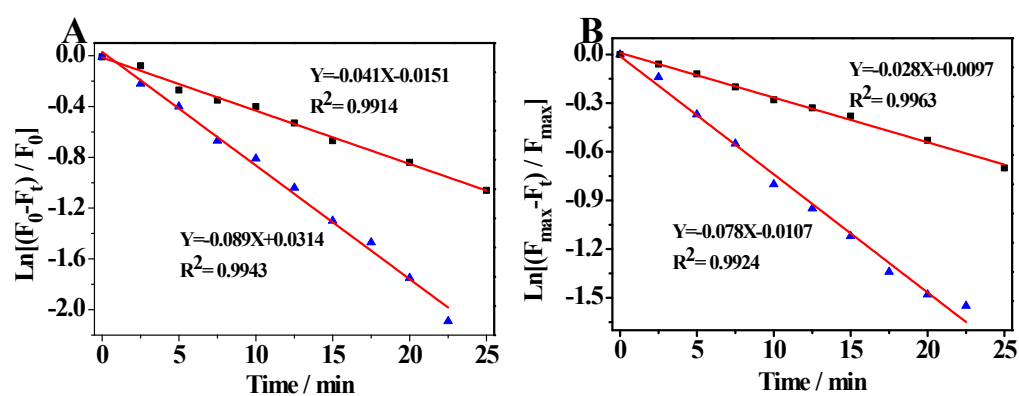 A
0.0
-0.4
-0.8
-1.2
-1.6
-2.0
Ln[(F0-Ft) / F0]
Y=-0.041X-0.0151
R2= 0.9914
Y=-0.089X+0.0314
R2= 0.9943
0 5 10 15 20 25
Time / min
B
0.0
-0.3
-0.6
-0.9
-1.2
-1.5
Ln[(Fmax-Ft) / Fmax]
Y=-0.028X+0.0097
R2= 0.9963
Y=-0.078X-0.0107
R2= 0.9924
0 5 10 15 20 25
Time / min